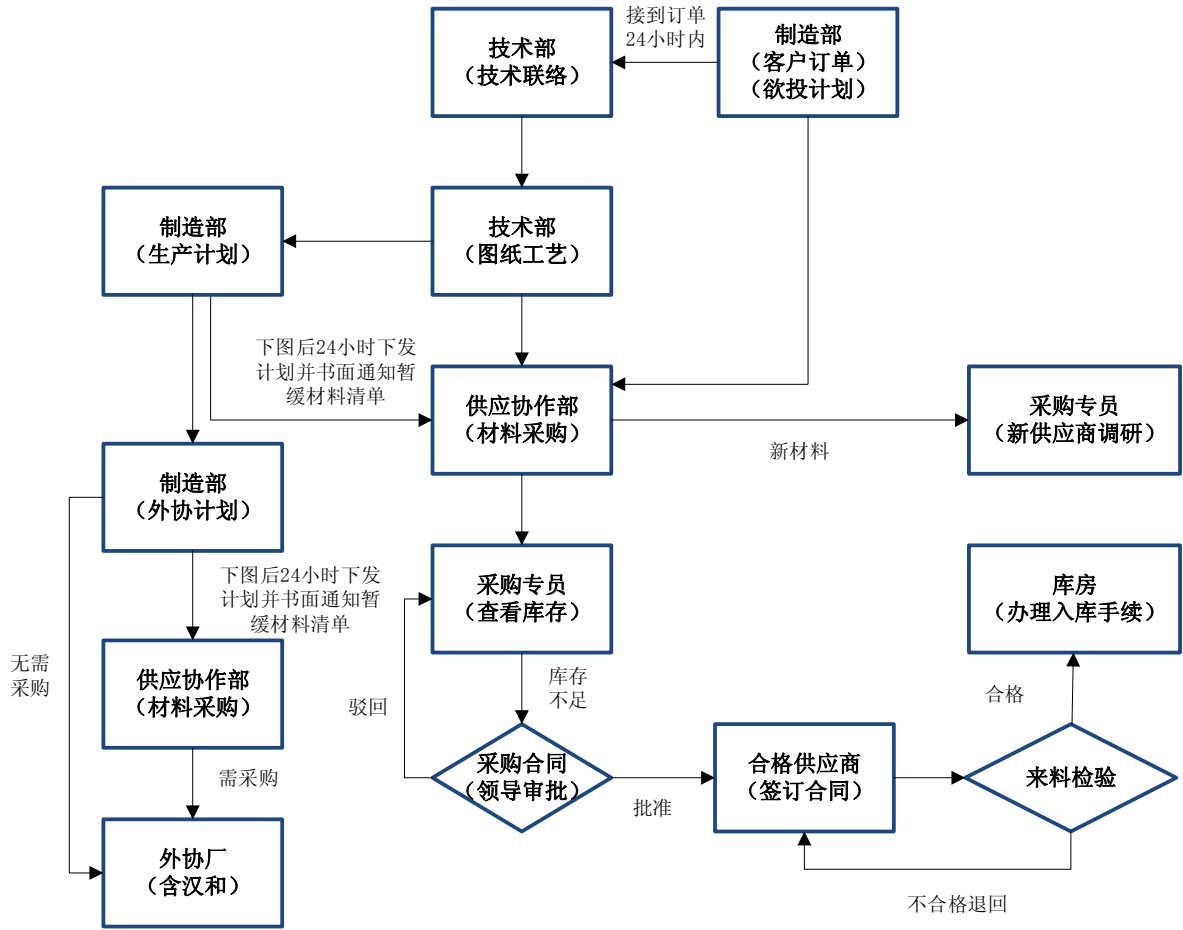 接到订单
24小时内
技术部
（技术联络）
制造部
（客户订单）
（欲投计划）
制造部
（生产计划）
技术部
（图纸工艺）
下图后24小时下发
计划并书面通知暂
缓材料清单
供应协作部
（材料采购）
新材料
采购专员
（新供应商调研）
制造部
（外协计划）
下图后24小时下发
计划并书面通知暂
缓材料清单
采购专员
（查看库存）
库房
（办理入库手续）
无需
采购
供应协作部
（材料采购）
驳回
库存
不足
合格
需采购
采购合同
（领导审批）
批准
合格供应商
（签订合同）
来料检验
外协厂
（含汉和）
不合格退回